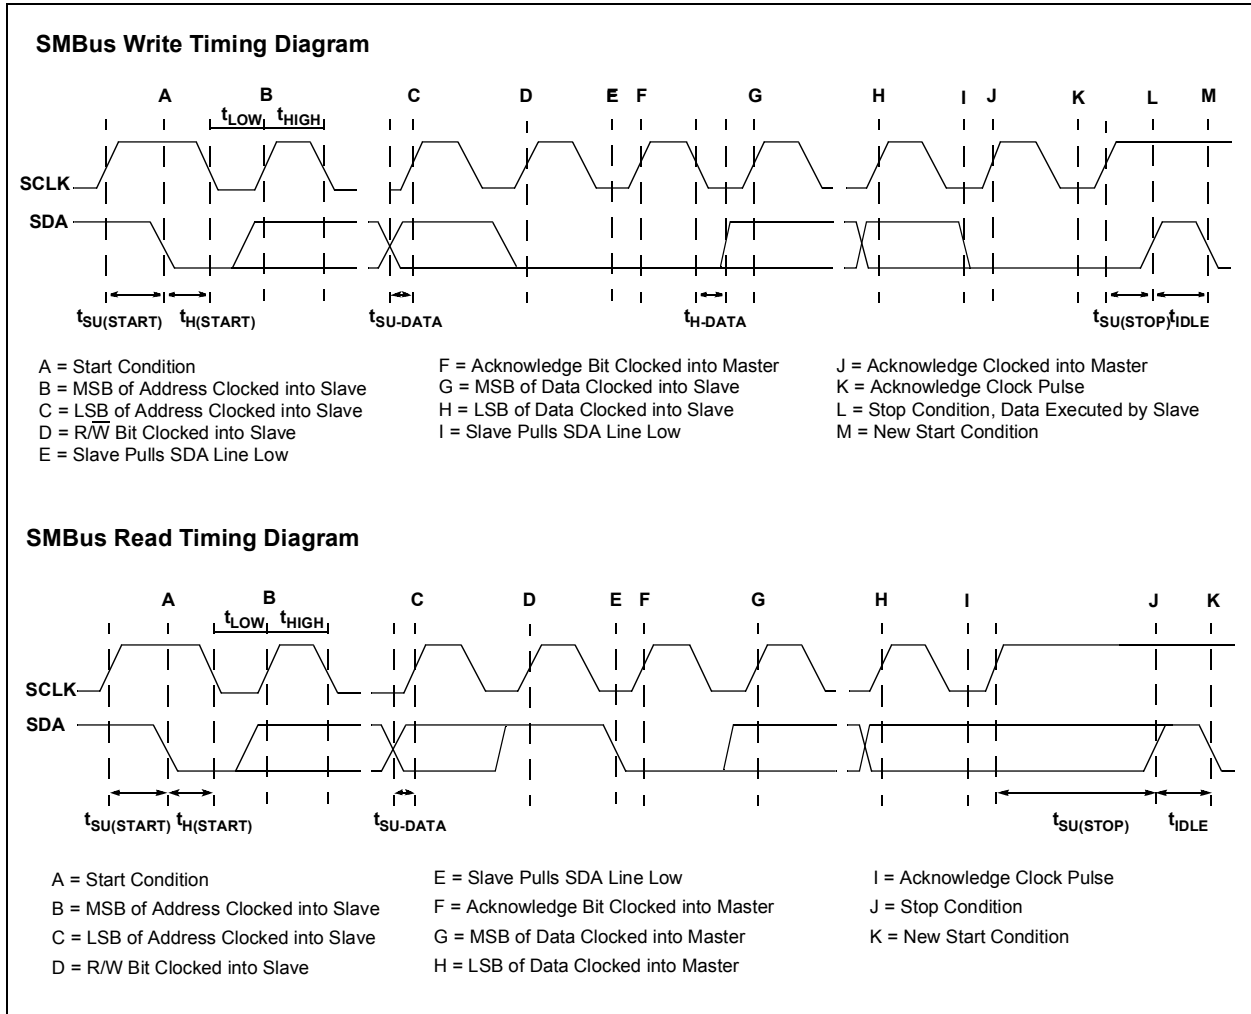 SMBus Write Timing Diagram
A B C D E F G H I J K L M
tLOW tHIGH
SCLK
SDA
tSU(START) tH(START) tSU-DATA tH-DATA tSU(STOP) tIDLE
A = Start Condition
B = MSB of Address Clocked into Slave
C = LSB of Address Clocked into Slave
D = R/W̅ Bit Clocked into Slave
E = Slave Pulls SDA Line Low
F = Acknowledge Bit Clocked into Master
G = MSB of Data Clocked into Slave
H = LSB of Data Clocked into Slave
I = Slave Pulls SDA Line Low
J = Acknowledge Clocked into Master
K = Acknowledge Clock Pulse
L = Stop Condition, Data Executed by Slave
M = New Start Condition
SMBus Read Timing Diagram
A B C D E F G H I J K
tLOW tHIGH
SCLK
SDA
tSU(START) tH(START) tSU-DATA tSU(STOP) tIDLE
A = Start Condition
B = MSB of Address Clocked into Slave
C = LSB of Address Clocked into Slave
D = R/W Bit Clocked into Slave
E = Slave Pulls SDA Line Low
F = Acknowledge Bit Clocked into Master
G = MSB of Data Clocked into Master
H = LSB of Data Clocked into Master
I = Acknowledge Clock Pulse
J = Stop Condition
K = New Start Condition